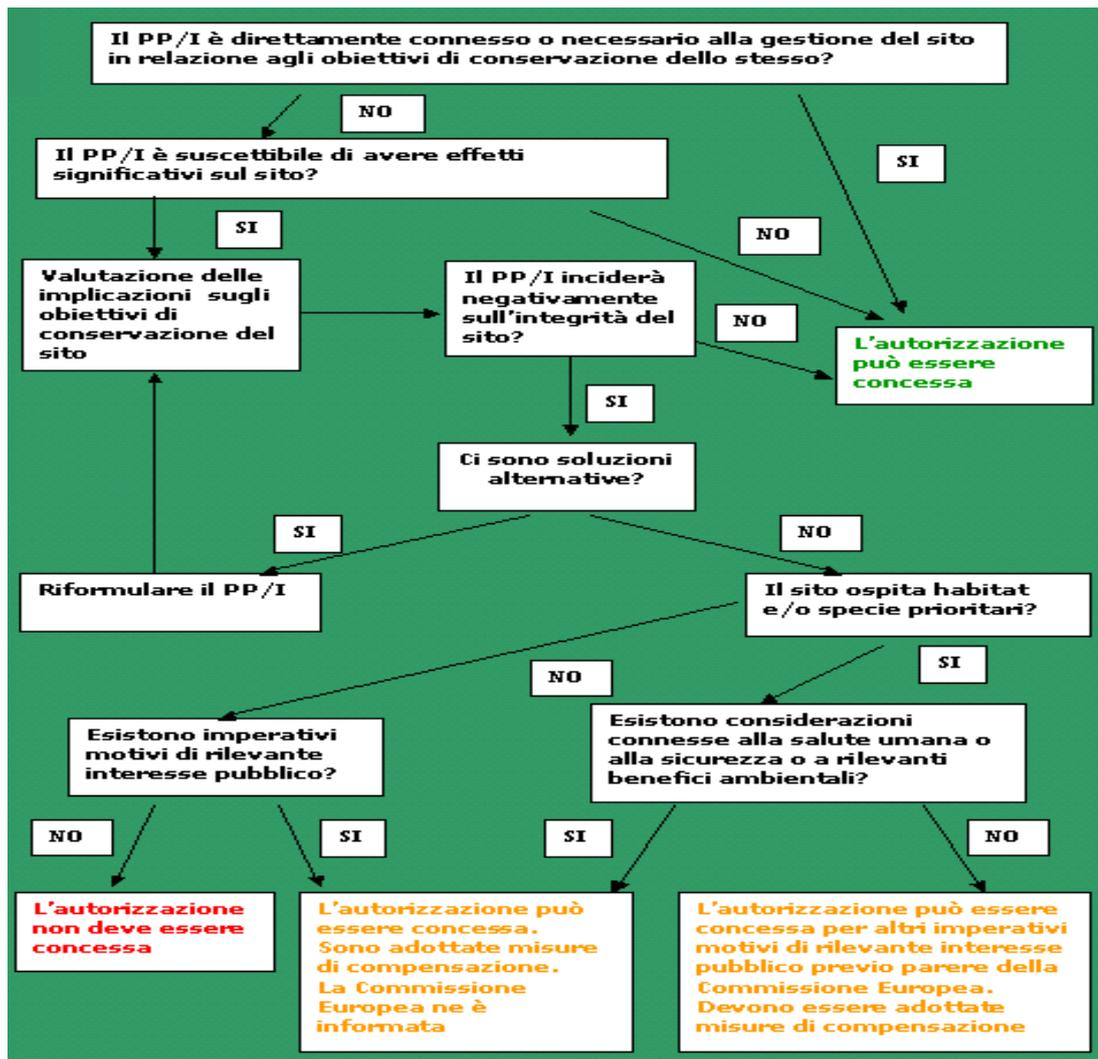 Il PP/I è direttamente connesso o necessario alla gestione del sito
in relazione agli obiettivi di conservazione dello stesso?
NO
Il PP/I è suscettibile di avere effetti
significativi sul sito?
SI
SI
NO
Valutazione delle
implicazioni sugli
obiettivi di
conservazione del
sito
Il PP/I inciderà
negativamente
sull'integrità del
sito?
NO
L'autorizzazione
può essere
concessa
SI
Ci sono soluzioni
alternative?
SI
NO
Riformulare il PP/I
Il sito ospita habitat
e/o specie prioritari?
NO
SI
Esistono imperativi
motivi di rilevante
interesse pubblico?
Esistono considerazioni
connesse alla salute umana o
alla sicurezza o a rilevanti
benefici ambientali?
NO
SI
SI
NO
L'autorizzazione
non deve essere
concessa
L'autorizzazione può
essere concessa.
Sono adottate misure
di compensazione.
La Commissione
Europea ne è
informata
L'autorizzazione può essere
concessa per altri imperativi
motivi di rilevante interesse
pubblico previo parere della
Commissione Europea.
Devono essere adottate
misure di compensazione